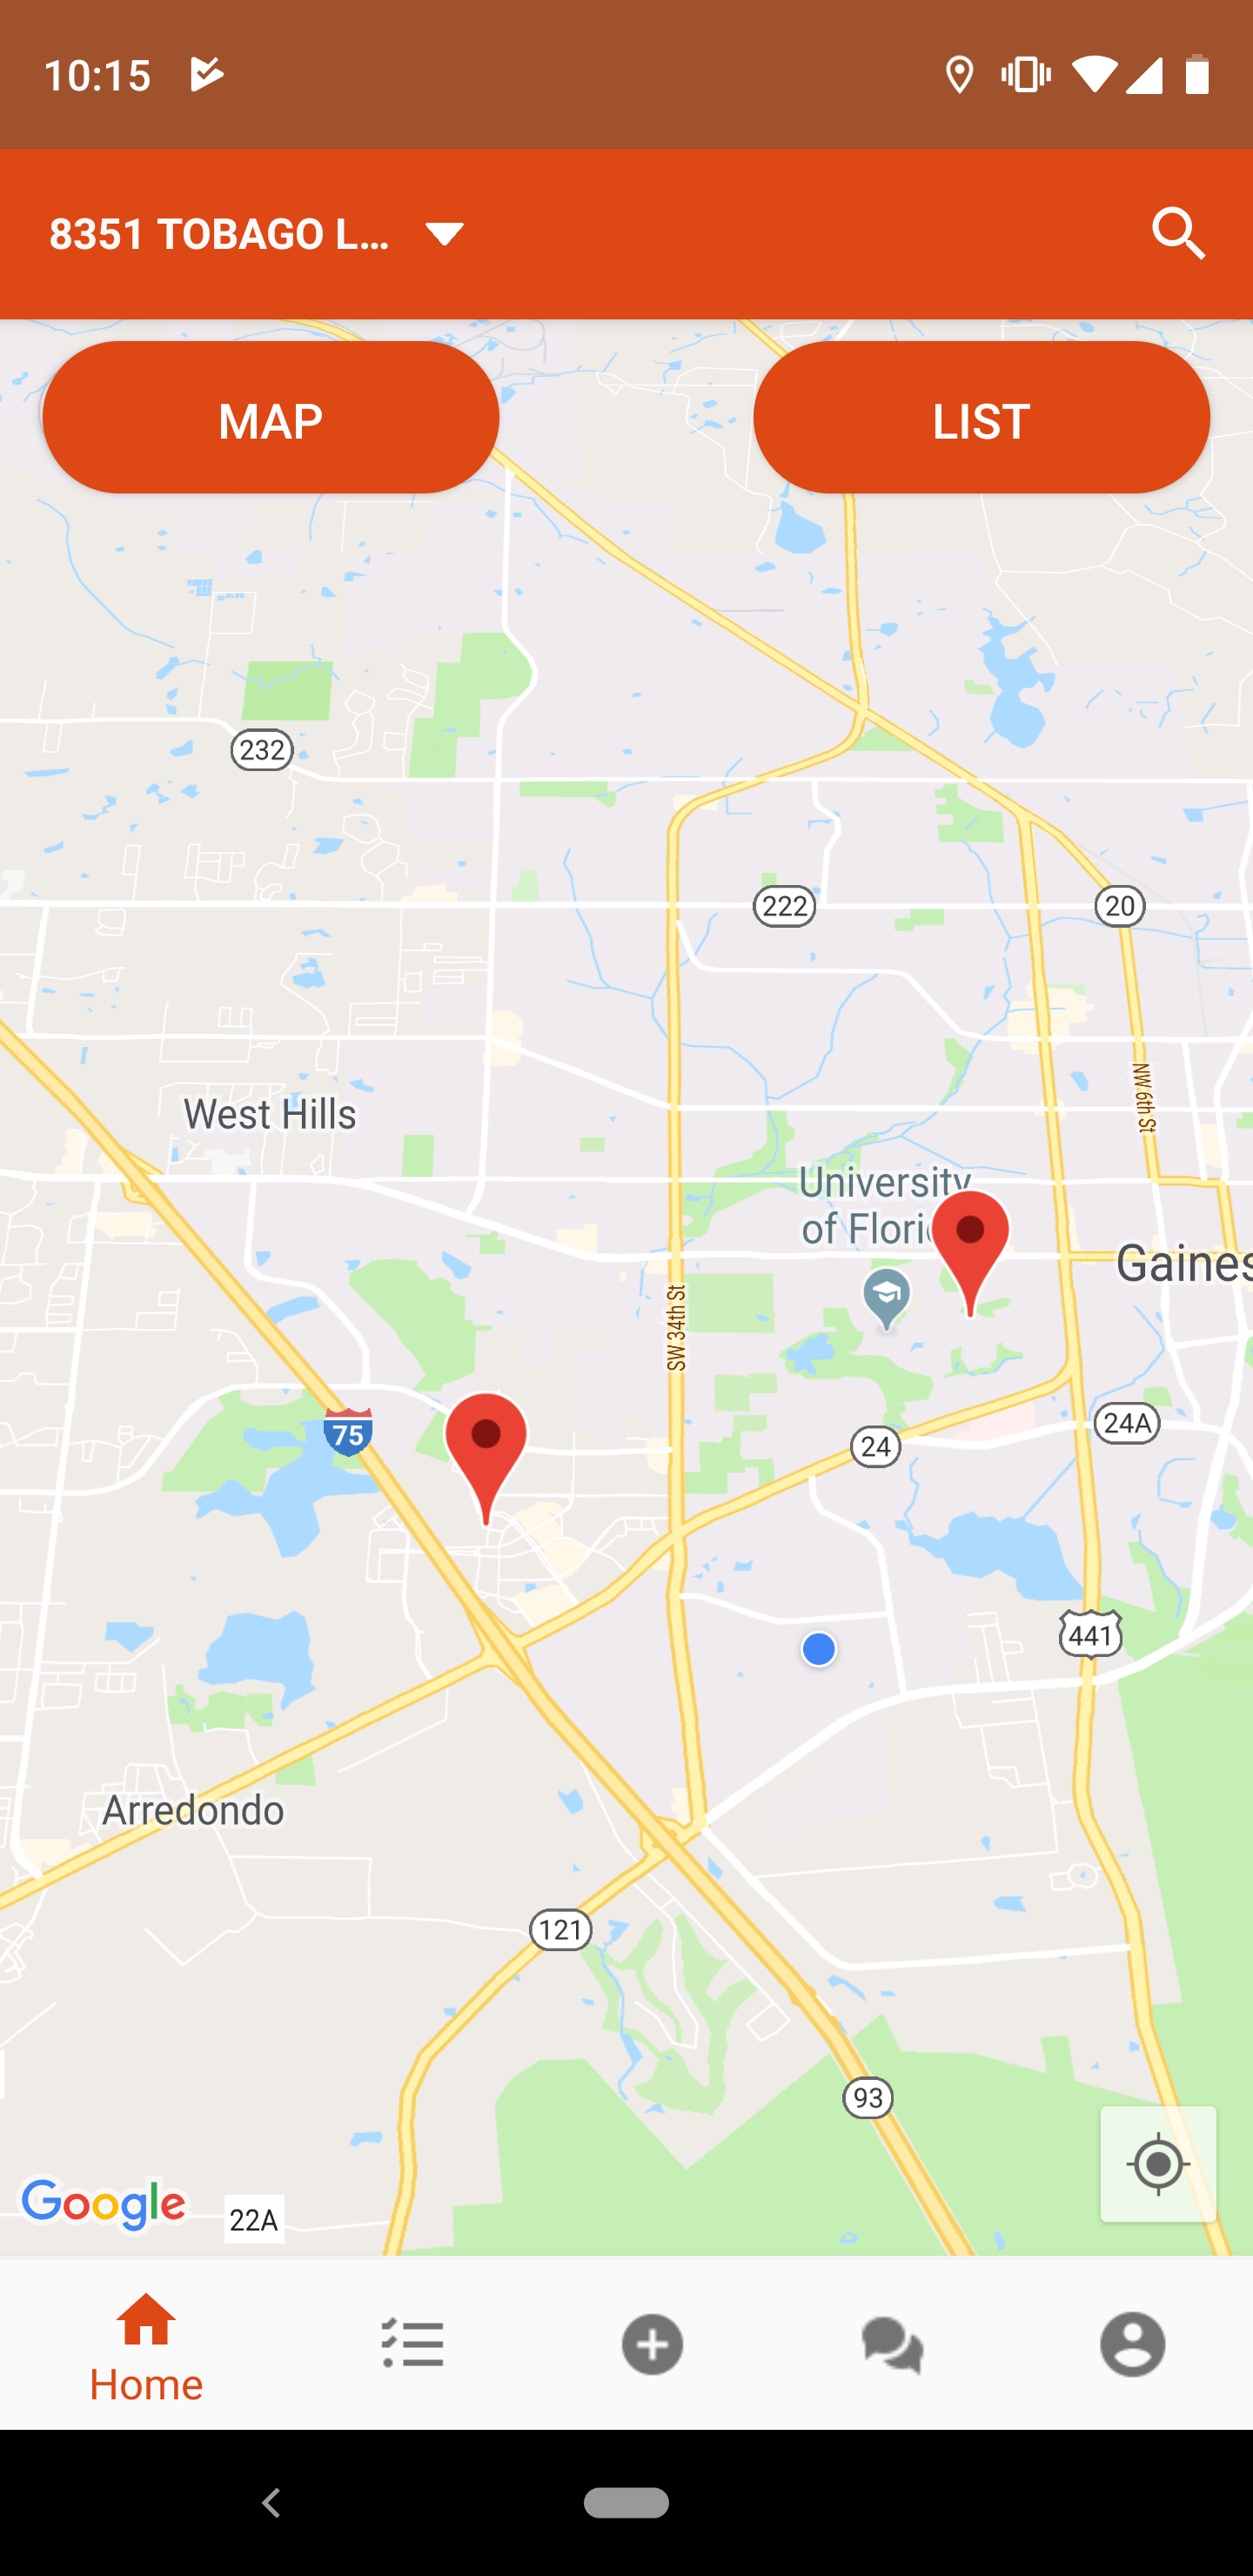 10:15
8351 TOBAGO L...
MAP
LIST
232
222
20
NW 6th St
West Hills
University
of Flori
Gaines
SW 34th St
75
24
24A
441
Arredondo
121
93
Google
22A
Home